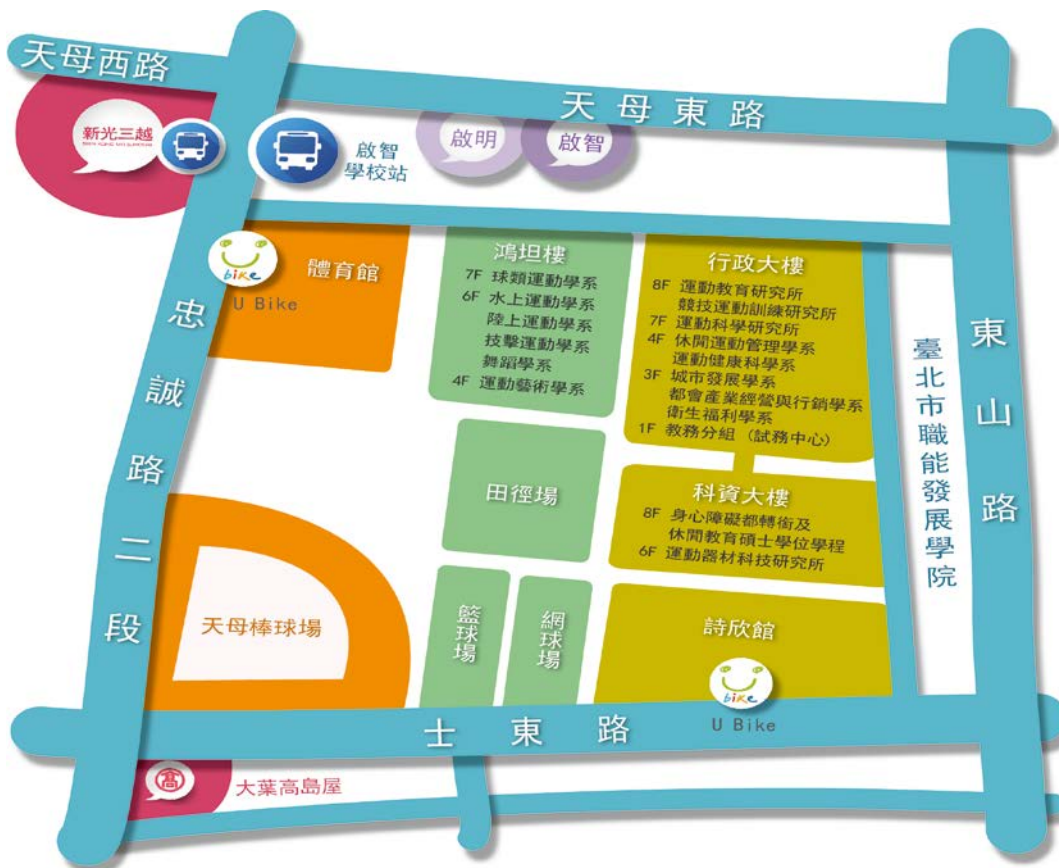 天母西路
天母東路
新光三越
啟智
學校站
啟明
啟智
bike
U Bike
體育館
鴻坦樓
7F 球類運動學系
6F 水上運動學系
陸上運動學系
技擊運動學系
舞蹈學系
4F 運動藝術學系
行政大樓
8F 運動教育研究所
競技運動訓練研究所
7F 運動科學研究所
4F 休閒運動管理學系
運動健康科學系
3F 城市發展學系
都會產業經營與行銷學系
衛生福利學系
1F 教務分組 (試務中心)
忠誠路二段
臺北市職能發展學院
東山路
田徑場
科資大樓
8F 身心障礙都轉銜及
休閒教育碩士學位學程
6F 運動器材科技研究所
天母棒球場
籃球場
網球場
詩欣館
bike
U Bike
士東路
髙
大葉高島屋